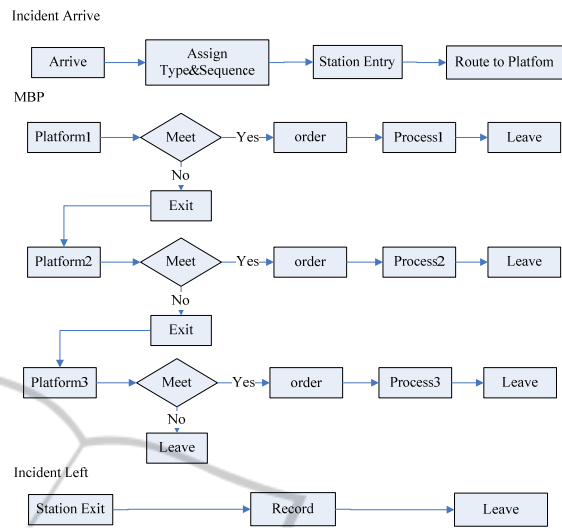 Incident Arrive
Arrive
Assign
Type&Sequence
Station Entry
Route to Platfom
MBP
Platform1
Meet
Yes
order
Process1
Leave
No
Exit
Platform2
Meet
Yes
order
Process2
Leave
No
Exit
Platform3
Meet
Yes
order
Process3
Leave
No
Leave
Incident Left
Station Exit
Record
Leave